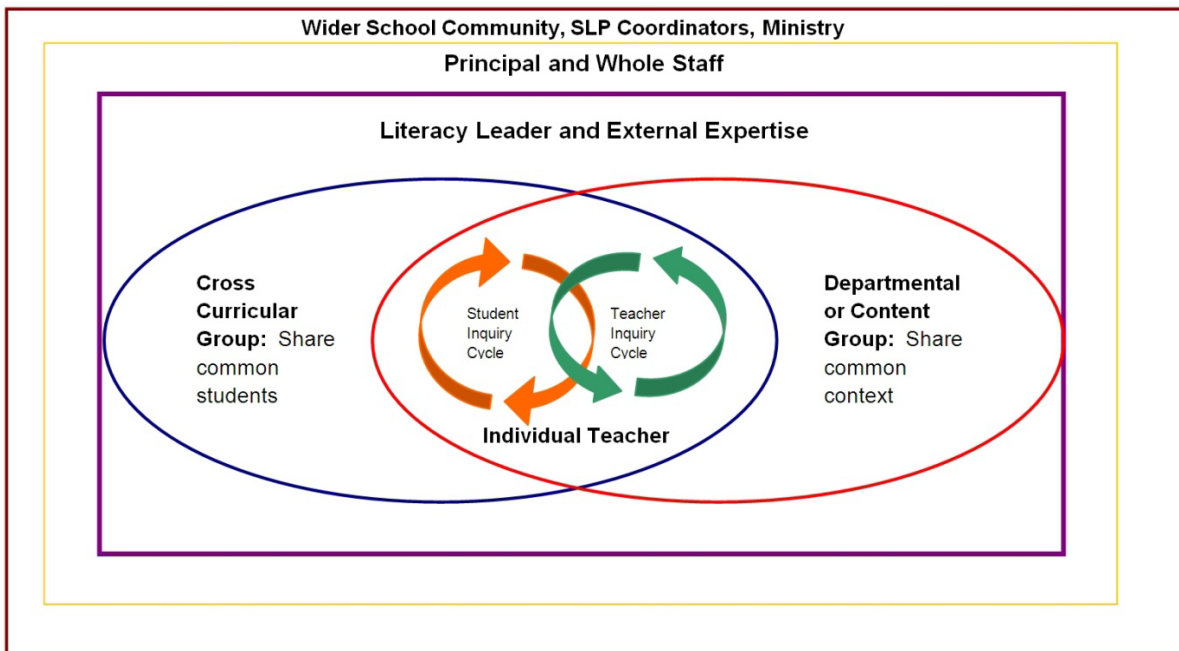 Wider School Community, SLP Coordinators, Ministry
Principal and Whole Staff
Literacy Leader and External Expertise
Cross
Curricular
Group: Share
common
students
Student
Inquiry
Cycle
Teacher
Inquiry
Cycle
Departmental
or Content
Group: Share
common
context
Individual Teacher